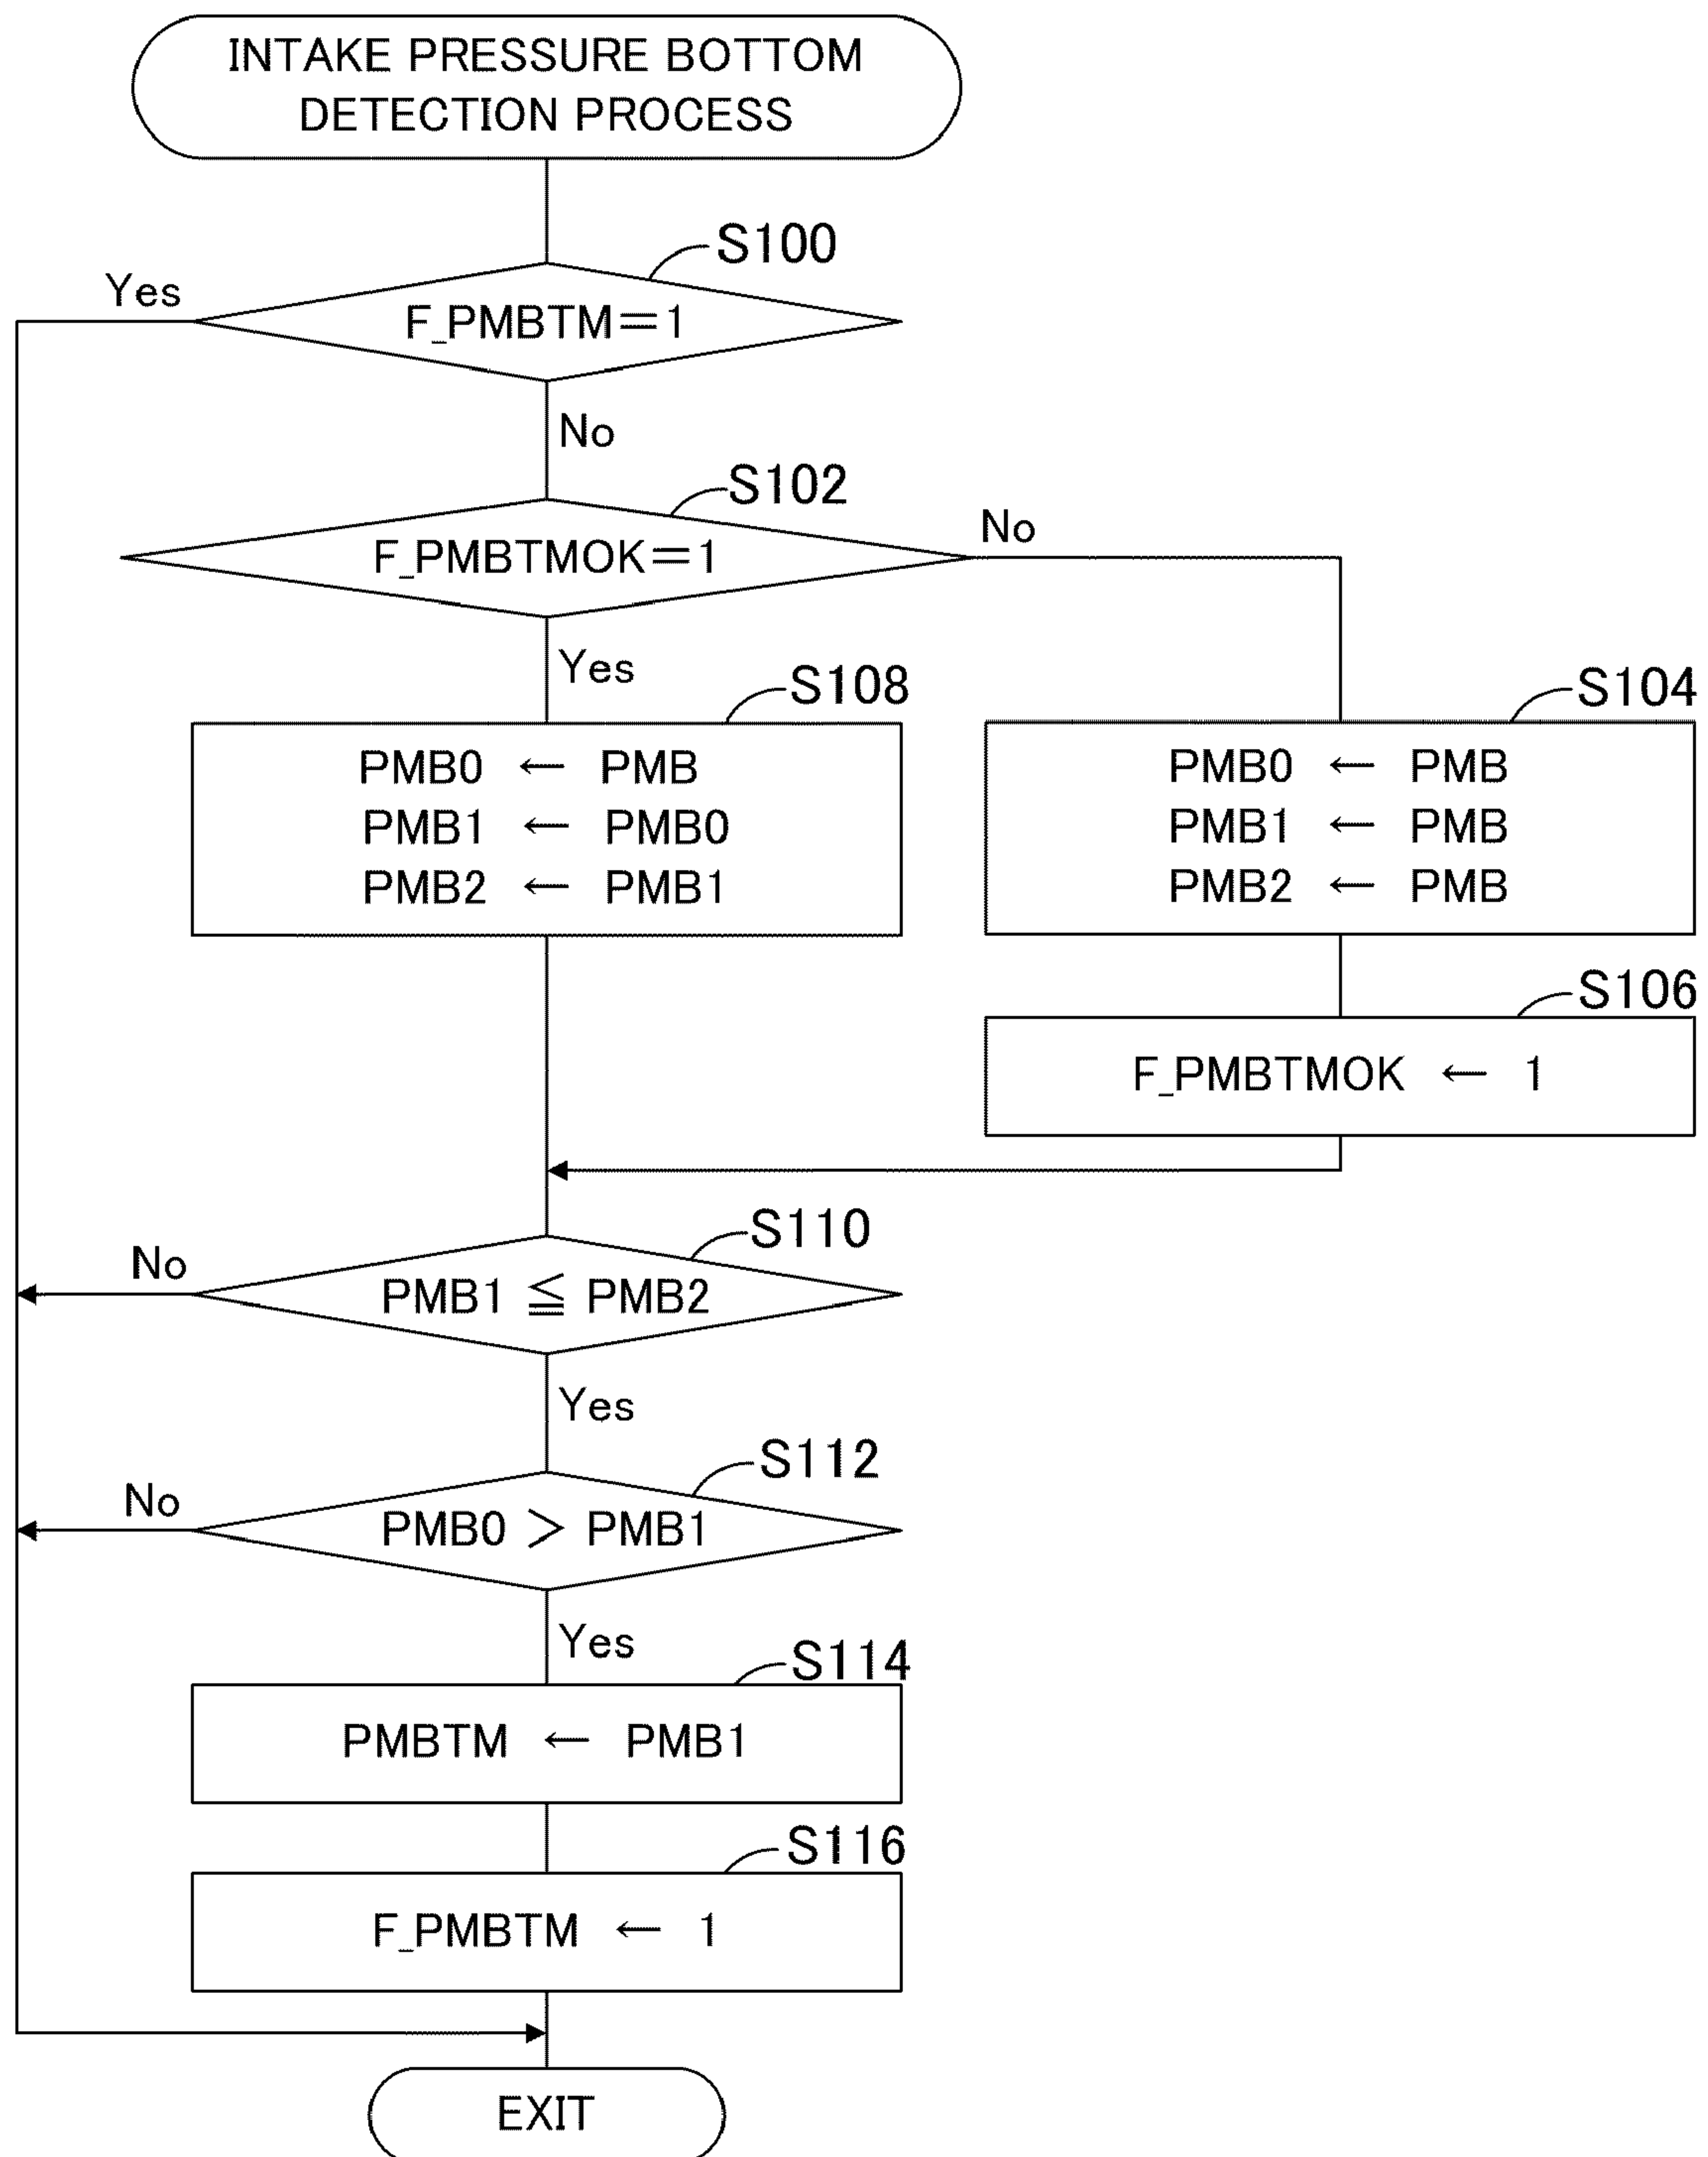 INTAKE PRESSURE BOTTOM
DETECTION PROCESS
S100
Yes
F_PMBTM=1
No
S102
No
F_PMBTMOK=1
Yes
S108
PMB0 ← PMB
PMB1 ← PMB0
PMB2 ← PMB1
S104
PMB0 ← PMB
PMB1 ← PMB
PMB2 ← PMB
S106
F_PMBTMOK ← 1
S110
No
PMB1 ≦ PMB2
Yes
S112
No
PMB0 > PMB1
Yes
S114
PMBTM ← PMB1
S116
F_PMBTM ← 1
EXIT